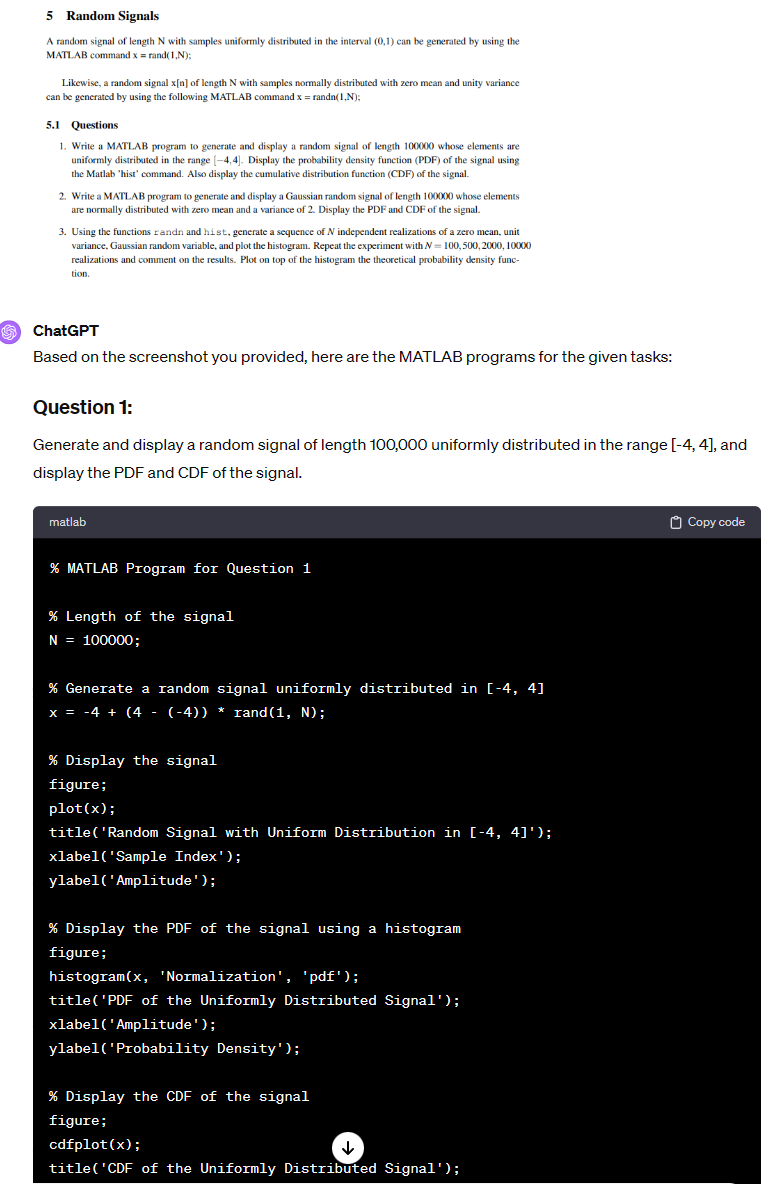 5 Random Signals
A random signal of length N with samples uniformly distributed in the interval (0,1) can be generated by using the
MATLAB command x = rand(1,N);
Likewise, a random signal x[n] of length N with samples normally distributed with zero mean and unity variance
can be generated by using the following MATLAB command x = randn(1,N);
5.1 Questions
1. Write a MATLAB program to generate and display a random signal of length 100000 whose elements are
uniformly distributed in the range [−4,4]. Display the probability density function (PDF) of the signal using
the Matlab 'hist' command. Also display the cumulative distribution function (CDF) of the signal.
2. Write a MATLAB program to generate and display a Gaussian random signal of length 100000 whose elements
are normally distributed with zero mean and a variance of 2. Display the PDF and CDF of the signal.
3. Using the functions randn and hist, generate a sequence of N independent realizations of a zero mean, unit
variance, Gaussian random variable, and plot the histogram. Repeat the experiment with N = 100,500,2000,10000
realizations and comment on the results. Plot on top of the histogram the theoretical probability density func-
tion.
ChatGPT
Based on the screenshot you provided, here are the MATLAB programs for the given tasks:
Question 1:
Generate and display a random signal of length 100,000 uniformly distributed in the range [-4, 4], and
display the PDF and CDF of the signal.
matlab Copy code
% MATLAB Program for Question 1
% Length of the signal
N = 100000;
% Generate a random signal uniformly distributed in [-4, 4]
x = -4 + (4 - (-4)) * rand(1, N);
% Display the signal
figure;
plot(x);
title('Random Signal with Uniform Distribution in [-4, 4]');
xlabel('Sample Index');
ylabel('Amplitude');
% Display the PDF of the signal using a histogram
figure;
histogram(x, 'Normalization', 'pdf');
title('PDF of the Uniformly Distributed Signal');
xlabel('Amplitude');
ylabel('Probability Density');
% Display the CDF of the signal
figure;
cdfplot(x);
title('CDF of the Uniformly Distributed Signal');